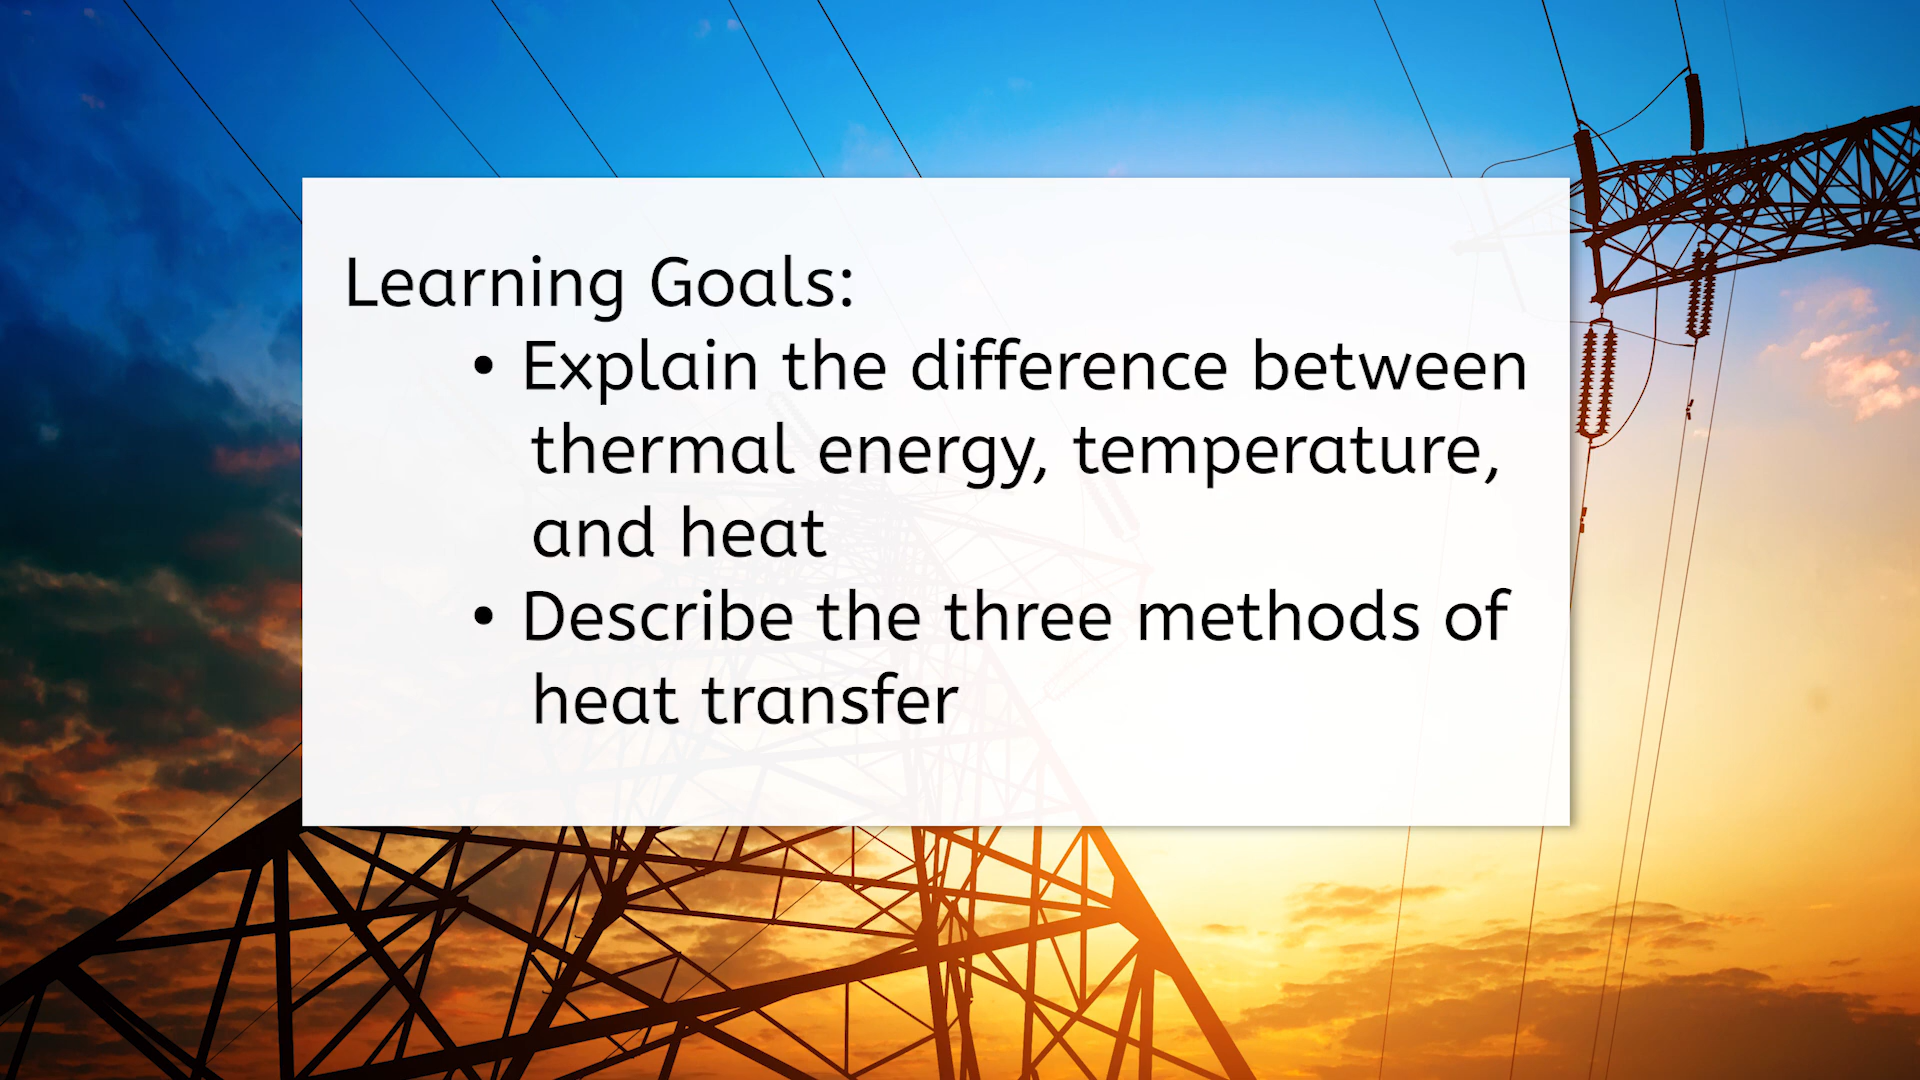 Learning Goals:
• Explain the difference between
thermal energy, temperature,
and heat
• Describe the three methods of
heat transfer